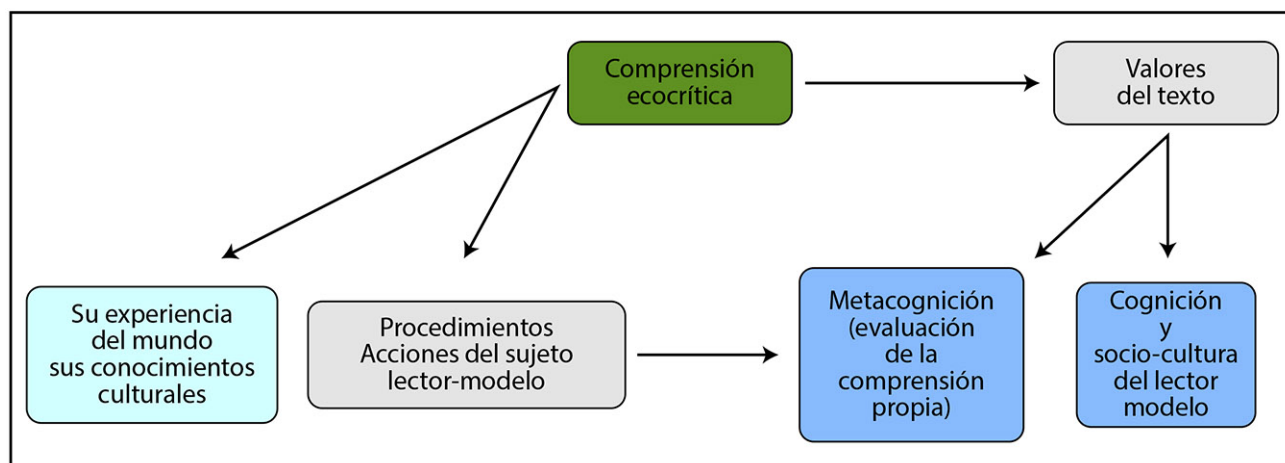 Comprensión
ecocrítica
Valores
del texto
Su experiencia
del mundo
sus conocimientos
culturales
Procedimientos
Acciones del sujeto
lector-modelo
Metacognición
(evaluación
de la
comprensión
propia)
Cognición
y
socio-cultura
del lector
modelo